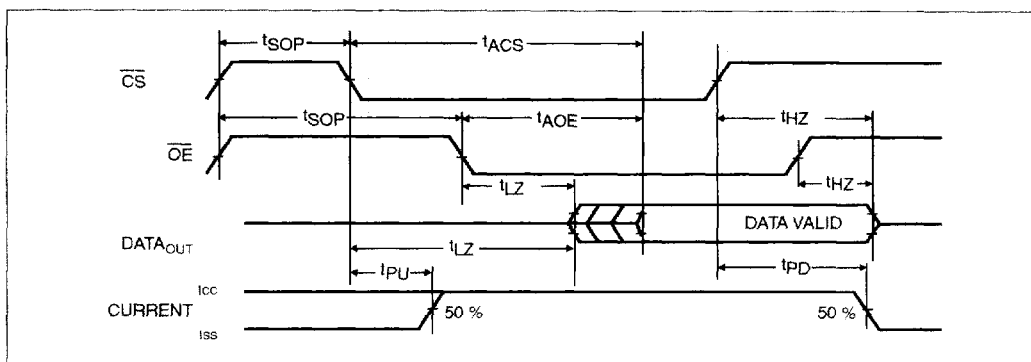 tSOP
tACS
CS
tSOP
tAOE
tHZ
OE
tLZ
tHZ
DATA VALID
DATAOUT
tLZ
tPU
tPD
ICC
CURRENT
50 %
50 %
ISS